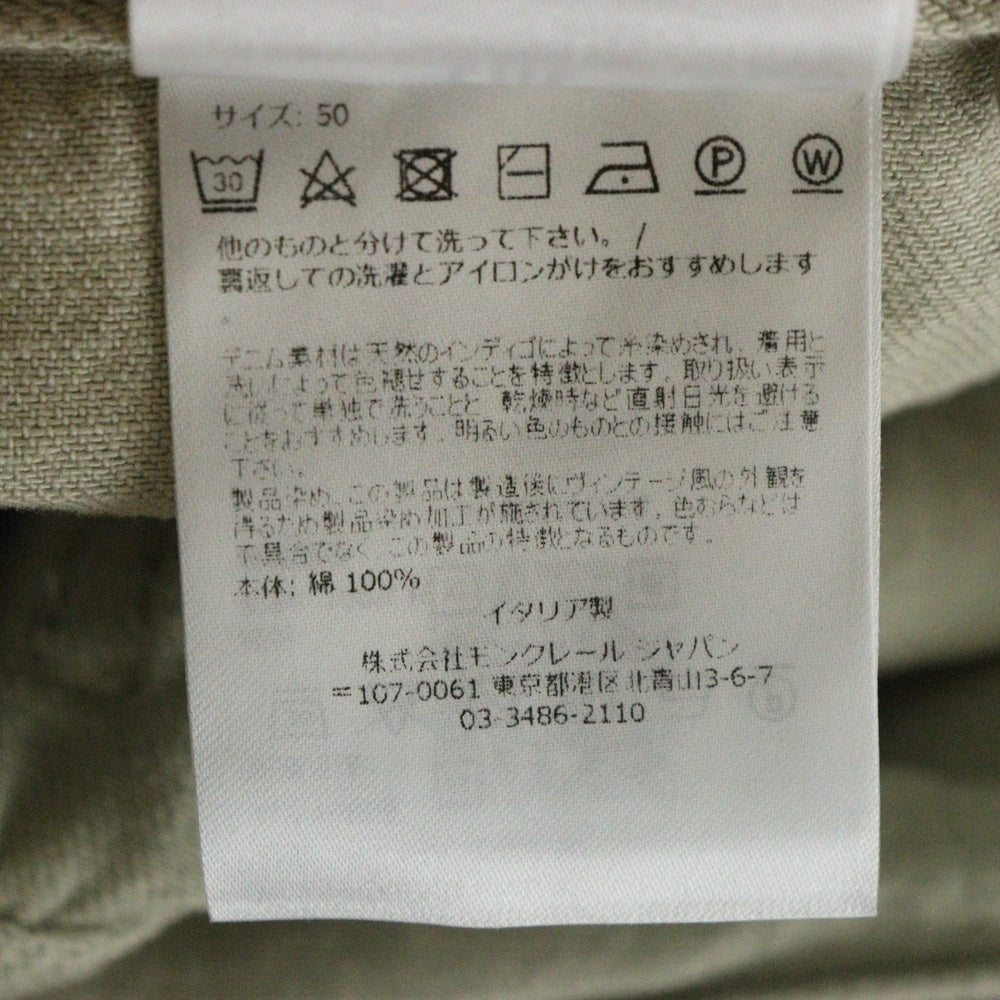 サイズ: 50
30
P
W
他のものと分けて洗って下さい。 /
裏返しての洗濯とアイロンがけをおすすめします
。
デニム素材は天然のインディゴによって糸染めされ、着用と
洗いによって色褪せすることを特徴とします。取り扱い表示
に従って単独で洗うことと、乾燥時など直射日光を避ける
ことをおすすめします。明るい色のものとの接触にはご注意
下さい。
製品染め。この製品は製造後にヴィンテージ風の外観を
得るため製品染め加工が施されています。色むらなどは
不具合でなく、この製品の特徴となるものです。
本体: 綿 100%
イタリア製
株式会社モンクレール ジャパン
〒107-0061 東京都港区北青山3-6-7
03-3486-2110